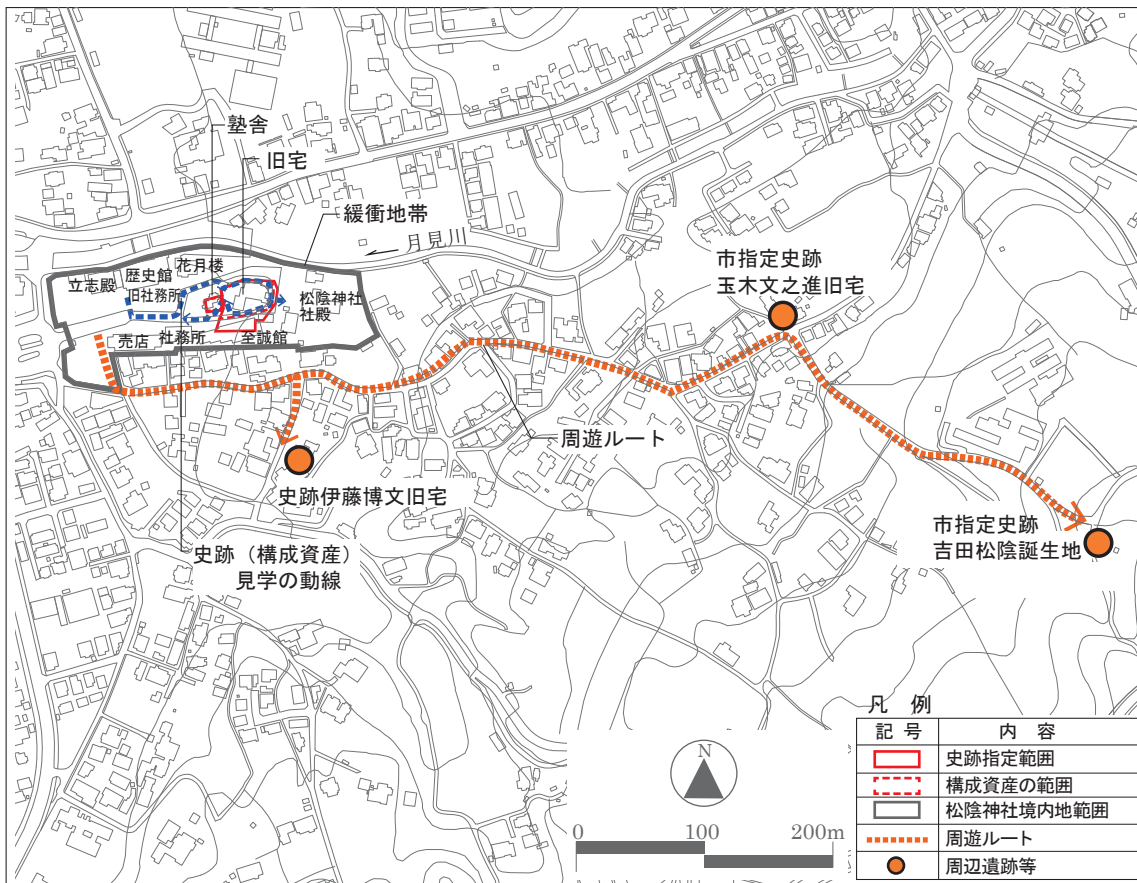 塾舎
旧宅
緩衝地帯
月見川
花月楼
歴史館
立志殿
旧社務所
松陰神社
社殿
売店
社務所
至誠館
市指定史跡
玉木文之進旧宅
周遊ルート
史跡伊藤博文旧宅
史跡（構成資産）
見学の動線
市指定史跡
吉田松陰誕生地
N
0 100 200m
凡 例
記 号 内 容
史跡指定範囲
構成資産の範囲
松陰神社境内地範囲
周遊ルート
周辺遺跡等